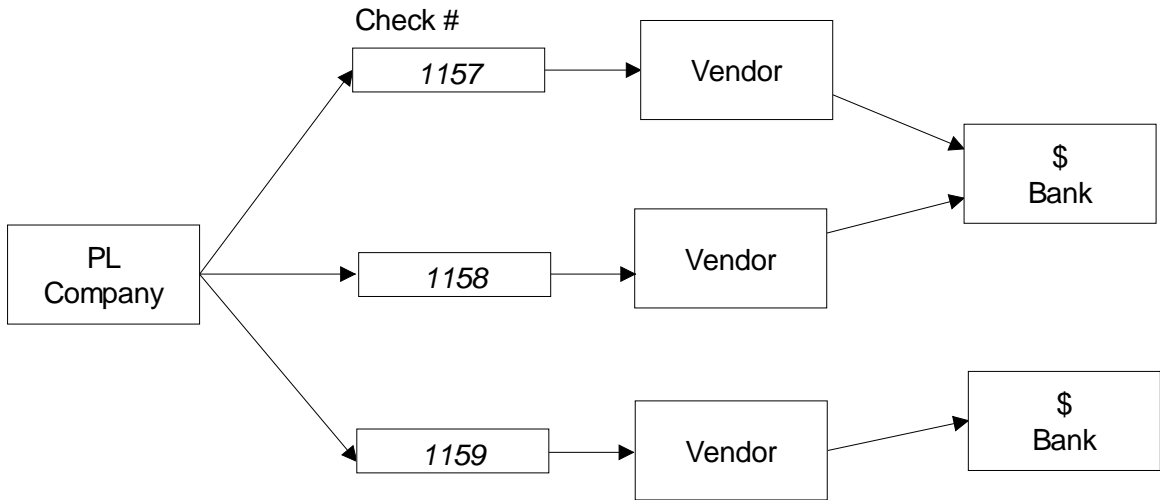 Check #
1157
Vendor
$
Bank
PL
Company
1158
Vendor
1159
Vendor
$
Bank